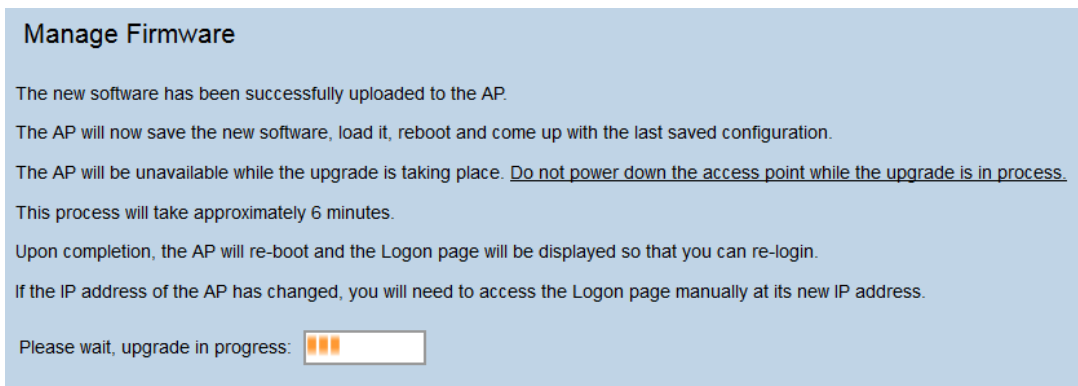 Manage Firmware
The new software has been successfully uploaded to the AP.
The AP will now save the new software, load it, reboot and come up with the last saved configuration.
The AP will be unavailable while the upgrade is taking place. Do not power down the access point while the upgrade is in process.
This process will take approximately 6 minutes.
Upon completion, the AP will re-boot and the Logon page will be displayed so that you can re-login.
If the IP address of the AP has changed, you will need to access the Logon page manually at its new IP address.
Please wait, upgrade in progress: